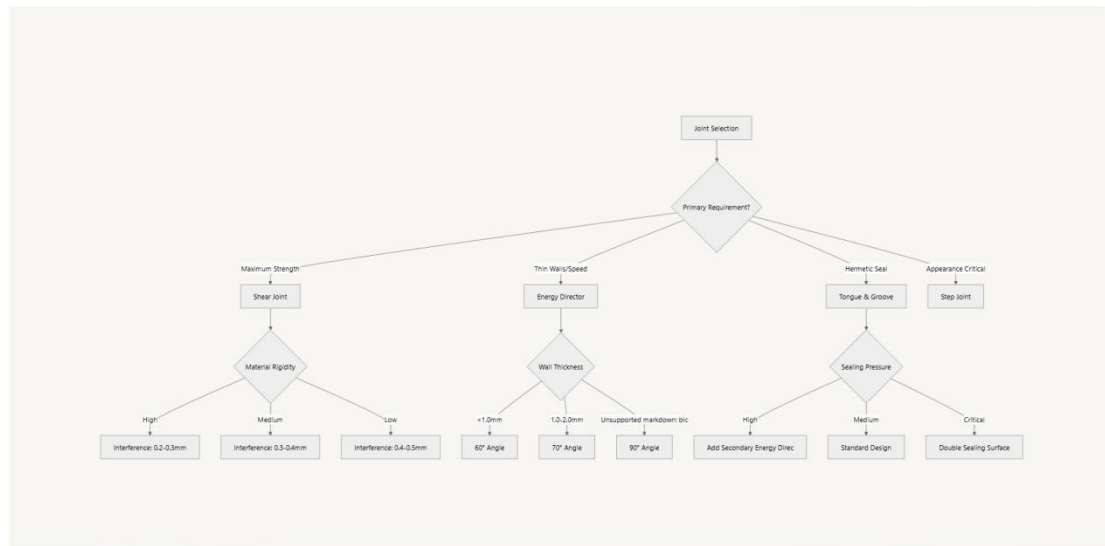 Joint Selection
Primary Requirement?
Maximum Strength
Thin Walls/Speed
Hermetic Seal
Appearance Critical
Shear Joint
Energy Director
Tongue & Groove
Step Joint
Material Rigidity
Wall Thickness
Sealing Pressure
High
Medium
Low
<1.0mm
1.0-2.0mm
Unsupported markdown: blc
High
Medium
Critical
Interference: 0.2-0.3mm
Interference: 0.3-0.4mm
Interference: 0.4-0.5mm
60° Angle
70° Angle
90° Angle
Add Secondary Energy Direc
Standard Design
Double Sealing Surface